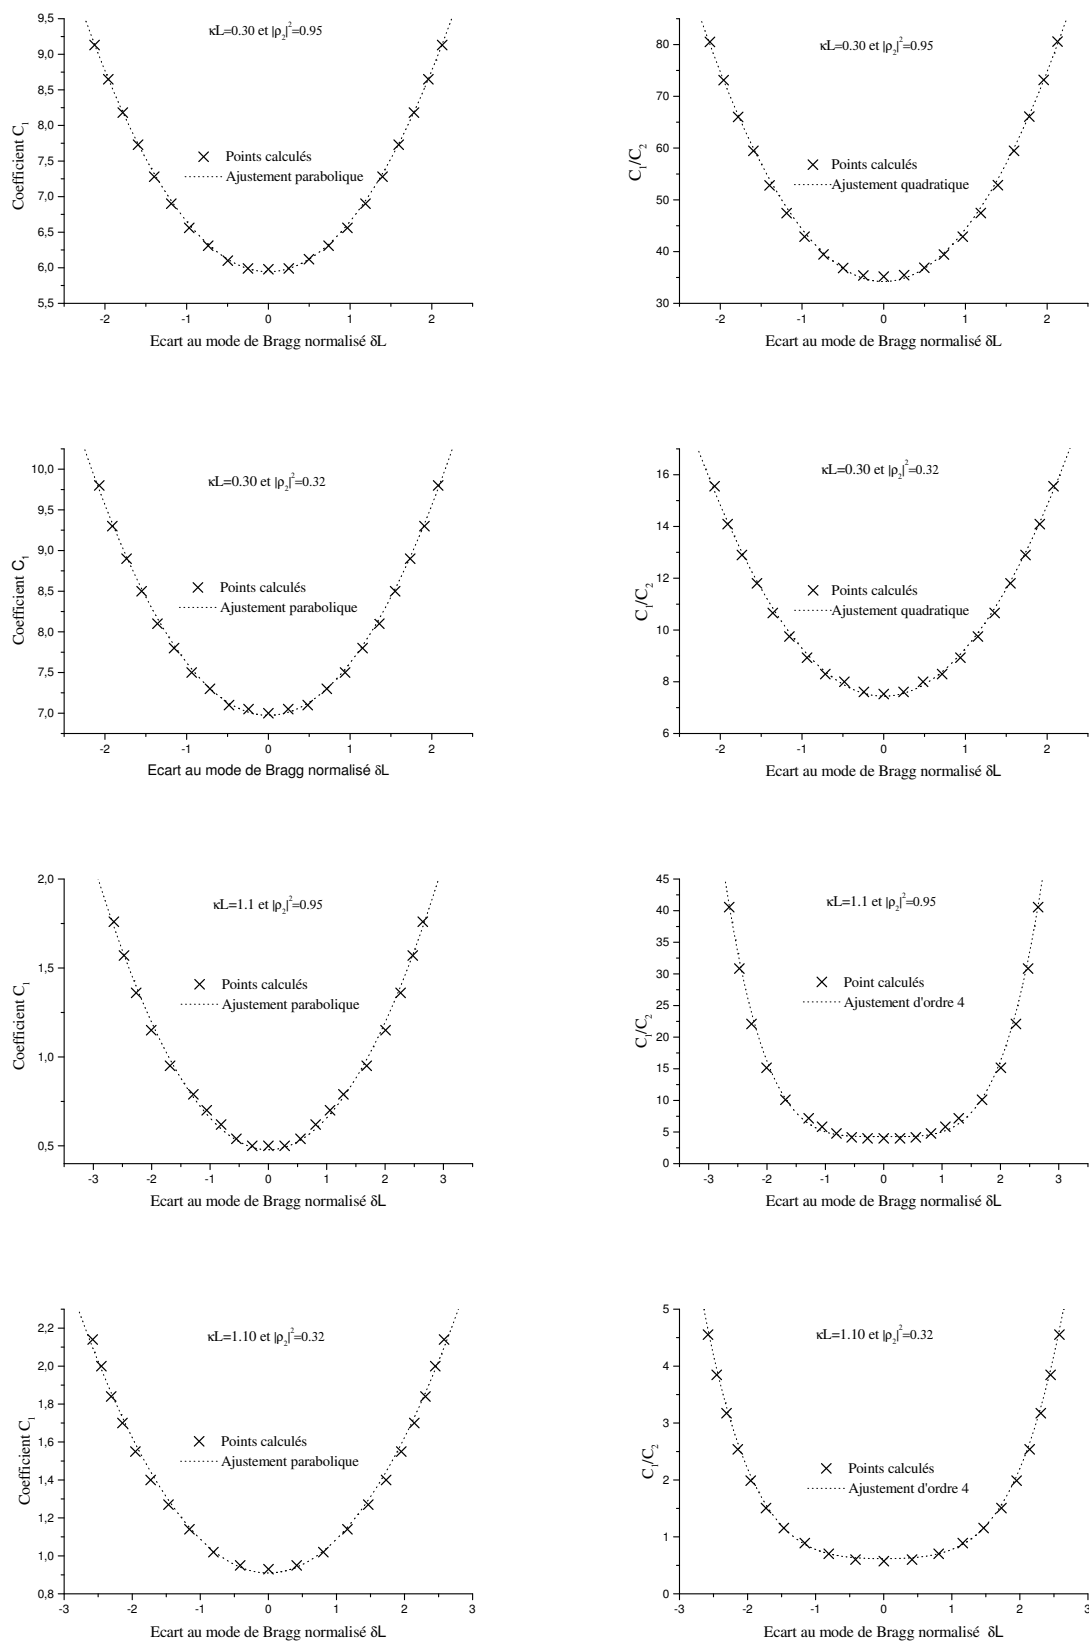 κL=0.30 et |ρ₂|²=0.95
Coefficient C₁
9,5
9,0
8,5
8,0
7,5
7,0
6,5
6,0
5,5
Points calculés
Ajustement parabolique
-2 -1 0 1 2
Ecart au mode de Bragg normalisé δL
κL=0.30 et |ρ₂|²=0.95
C₁/C₂
80
70
60
50
40
30
Points calculés
Ajustement quadratique
-2 -1 0 1 2
Ecart au mode de Bragg normalisé δL
κL=0.30 et |ρ₂|²=0.32
Coefficient C₁
10,0
9,5
9,0
8,5
8,0
7,5
7,0
Points calculés
Ajustement parabolique
-2 -1 0 1 2
Ecart au mode de Bragg normalisé δL
κL=0.30 et |ρ₂|²=0.32
C₁/C₂
16
14
12
10
8
6
Points calculés
Ajustement quadratique
-2 -1 0 1 2
Ecart au mode de Bragg normalisé δL
κL=1.1 et |ρ₂|²=0.95
Coefficient C₁
2,0
1,5
1,0
0,5
Points calculés
Ajustement parabolique
-3 -2 -1 0 1 2 3
Ecart au mode de Bragg normalisé δL
κL=1.1 et |ρ₂|²=0.95
C₁/C₂
45
40
35
30
25
20
15
10
5
0
Point calculés
Ajustement d'ordre 4
-3 -2 -1 0 1 2 3
Ecart au mode de Bragg normalisé δL
κL=1.10 et |ρ₂|²=0.32
Coefficient C₁
2,2
2,0
1,8
1,6
1,4
1,2
1,0
0,8
Points calculés
Ajustement parabolique
-3 -2 -1 0 1 2 3
Ecart au mode de Bragg normalisé δL
κL=1.10 et |ρ₂|²=0.32
C₁/C₂
5
4
3
2
1
0
Points calculés
Ajustement d'ordre 4
-3 -2 -1 0 1 2 3
Ecart au mode de Bragg normalisé δL